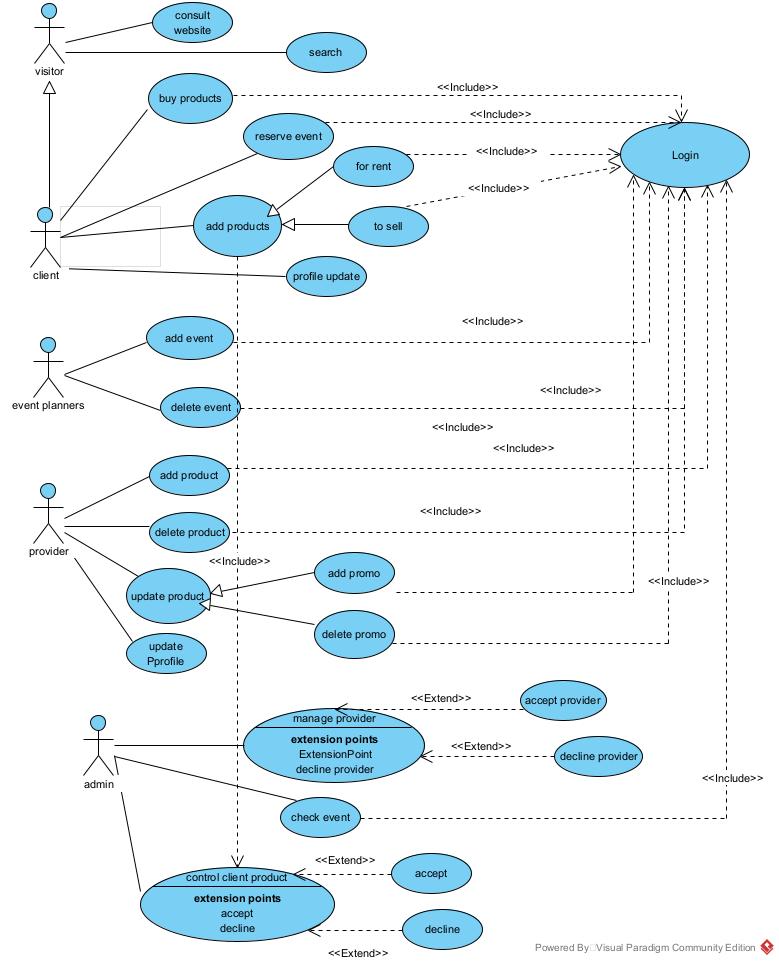 consult
website
visitor
search
buy products
<<Include>>
reserve event
<<Include>>
for rent
<<Include>>
Login
<<Include>>
add products
to sell
client
profile update
add event
<<Include>>
event planners
delete event
<<Include>>
<<Include>>
<<Include>>
add product
<<Include>>
provider
delete product
<<Include>>
add promo
<<Include>>
update product
delete promo
update
Pprofile
accept provider
<<Extend>>
manage provider
extension points
ExtensionPoint
decline provider
<<Extend>>
decline provider
admin
<<Include>>
check event
<<Extend>>
accept
control client product
extension points
accept
decline
decline
<<Extend>>
Powered By Visual Paradigm Community Edition